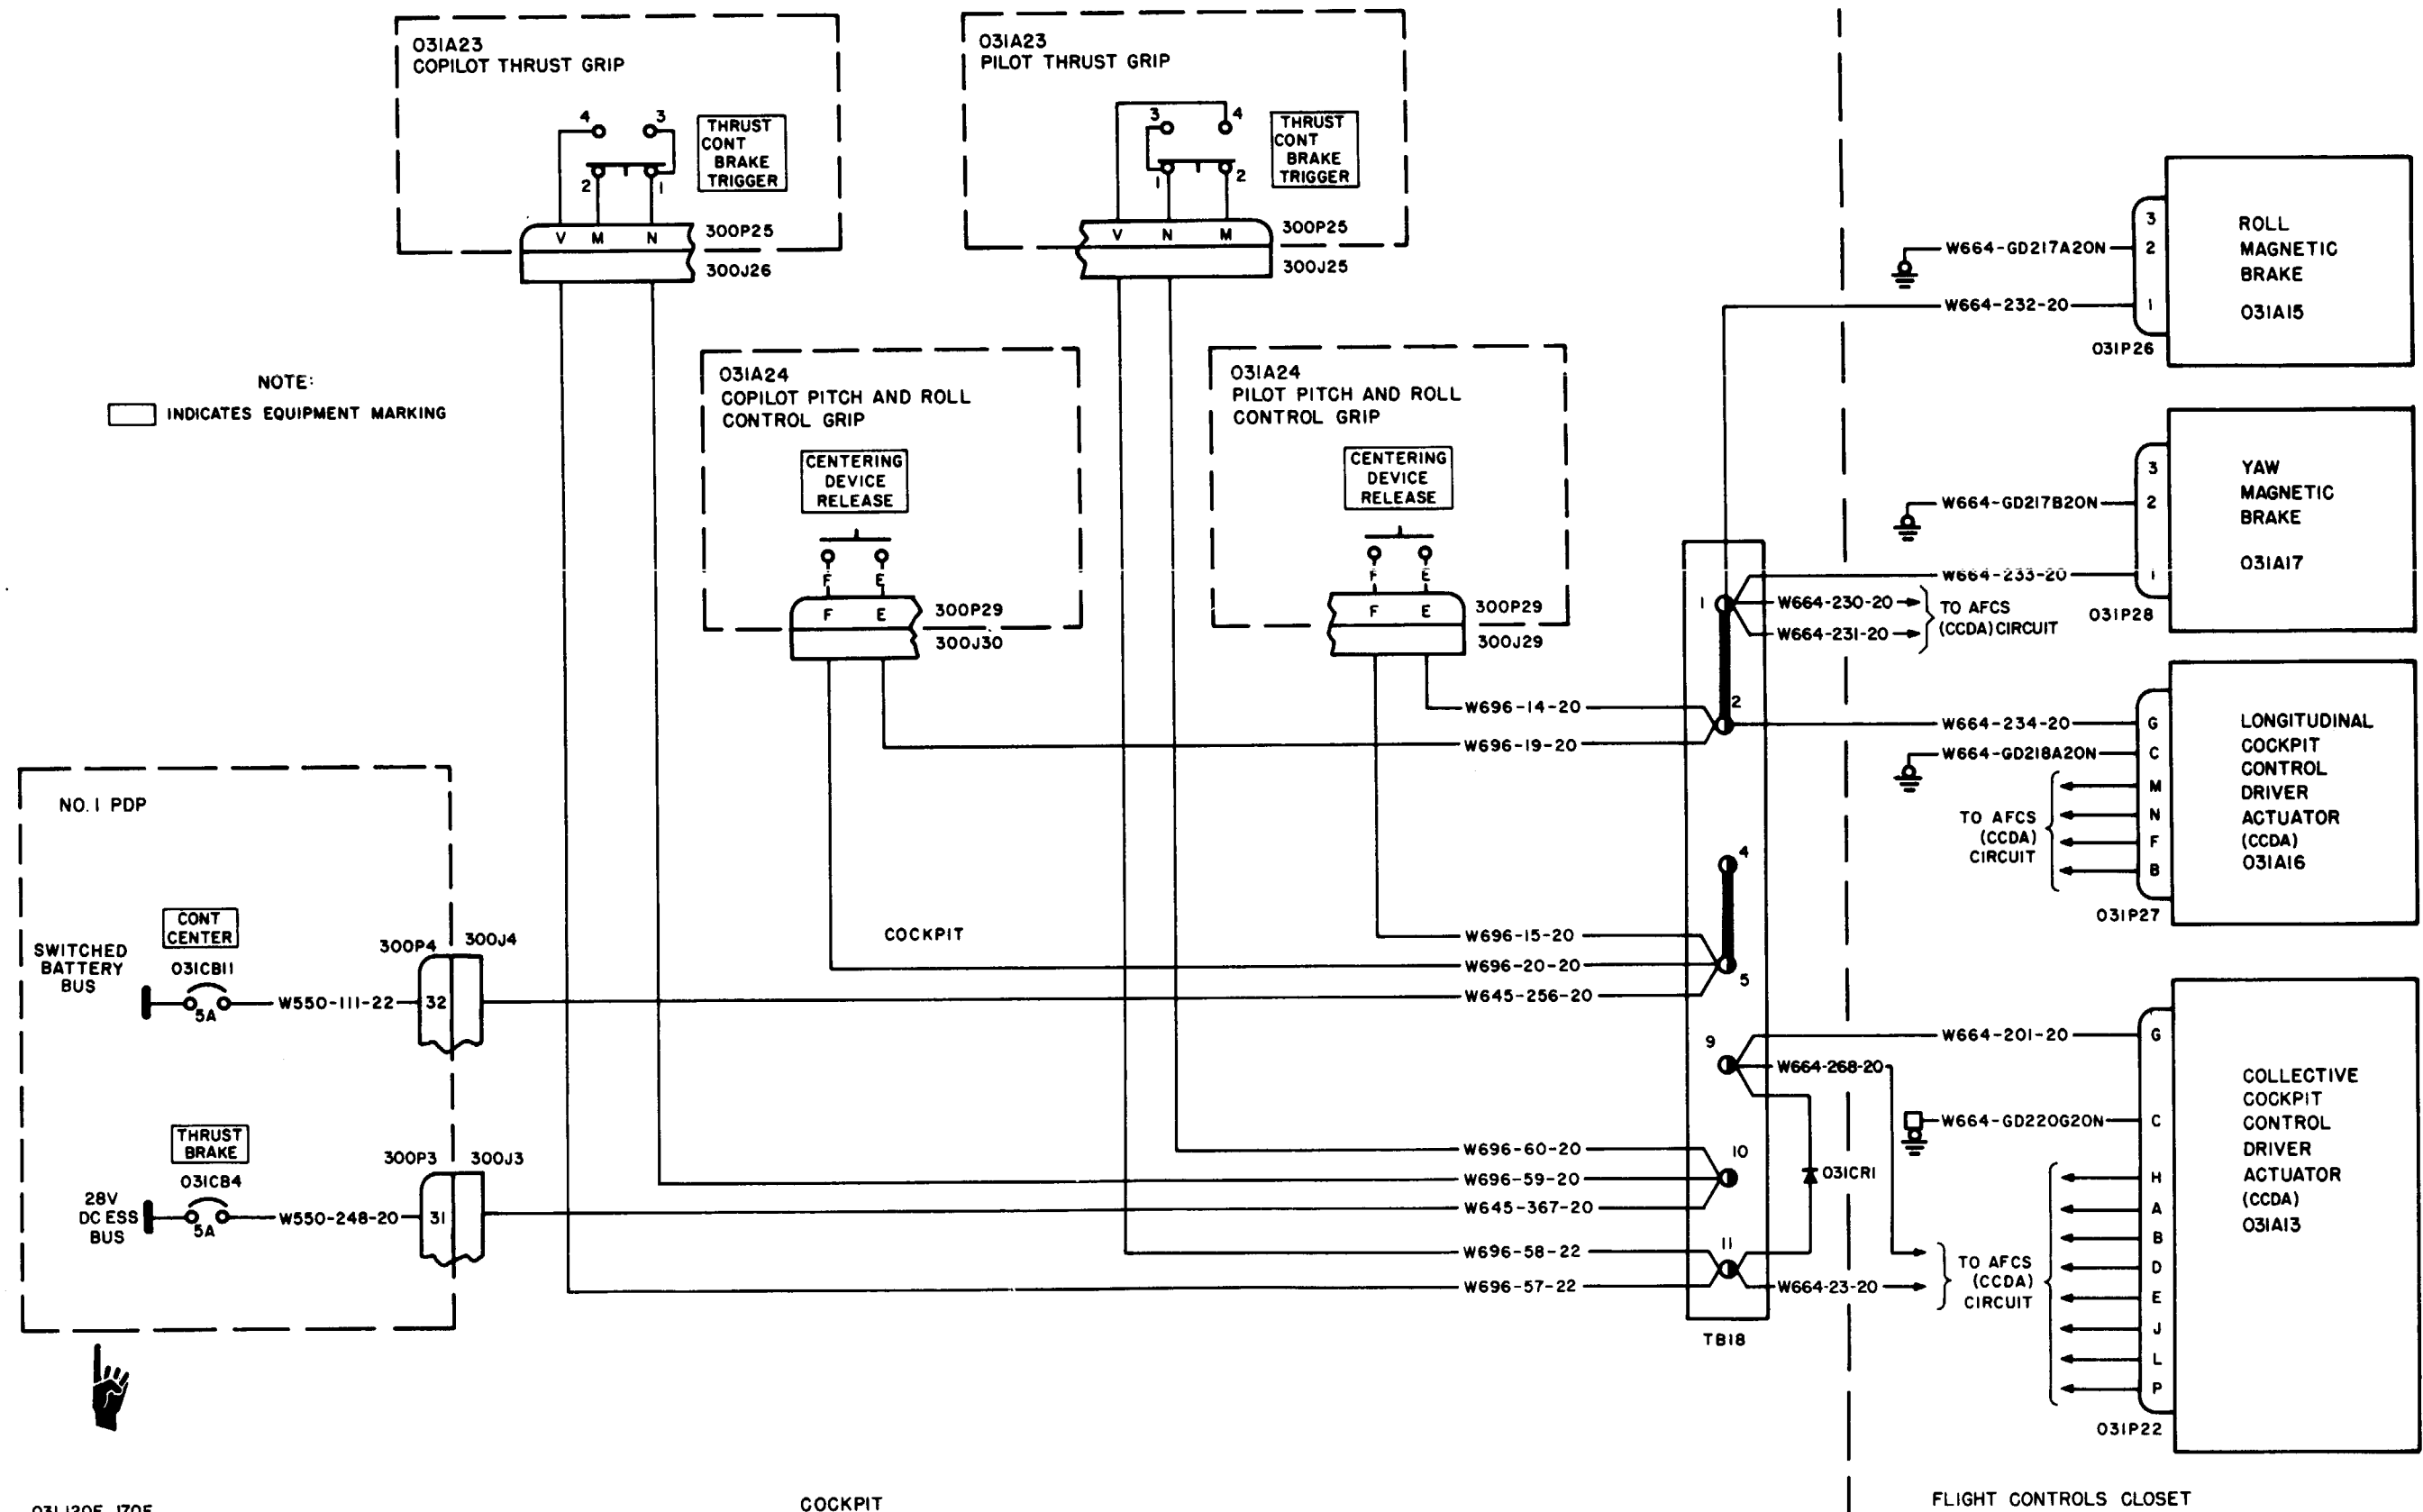 031A23
COPILOT THRUST GRIP
4
3
THRUST
CONT
BRAKE
TRIGGER
2
1
V M N
300P25
300J26
031A23
PILOT THRUST GRIP
3
4
THRUST
CONT
BRAKE
TRIGGER
1
2
V N M
300P25
300J25
NOTE:
INDICATES EQUIPMENT MARKING
031A24
COPILOT PITCH AND ROLL
CONTROL GRIP
CENTERING
DEVICE
RELEASE
F E
F E
300P29
300J30
031A24
PILOT PITCH AND ROLL
CONTROL GRIP
CENTERING
DEVICE
RELEASE
F E
F E
300P29
300J29
W664-GD217A20N
W664-232-20
3
2
1
031P26
ROLL
MAGNETIC
BRAKE
031A15
W664-GD217B20N
W664-233-20
3
2
1
031P28
YAW
MAGNETIC
BRAKE
031A17
1
W664-230-20
W664-231-20
TO AFCS
(CCDA) CIRCUIT
W696-14-20
W696-19-20
2
W664-234-20
W664-GD218A20N
G
C
M
N
F
B
TO AFCS
(CCDA)
CIRCUIT
031P27
LONGITUDINAL
COCKPIT
CONTROL
DRIVER
ACTUATOR
(CCDA)
031A16
NO. 1 PDP
CONT
CENTER
SWITCHED
BATTERY
BUS
031CB11
5A
W550-111-22
300P4
300J4
32
COCKPIT
4
W696-15-20
W696-20-20
W645-256-20
5
THRUST
BRAKE
28V
DC ESS
BUS
031CB4
5A
W550-248-20
300P3
300J3
31
9
W664-201-20
W664-268-20
W664-GD220G20N
W696-60-20
W696-59-20
W645-367-20
10
031CR1
W696-58-22
W696-57-22
11
W664-23-20
TO AFCS
(CCDA)
CIRCUIT
TB18
G
C
H
A
B
D
E
J
L
P
031P22
COLLECTIVE
COCKPIT
CONTROL
DRIVER
ACTUATOR
(CCDA)
031A13
COCKPIT
FLIGHT CONTROLS CLOSET